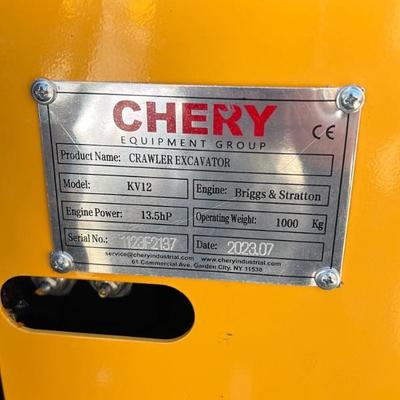 CHERY
EQUIPMENT GROUP
CE
Product Name: CRAWLER EXCAVATOR
Model: KV12 Engine: Briggs & Stratton
Engine Power: 13.5hP Operating Weight: 1000 Kg
Serial No.: Date: 2023.07
service@cheryindustrial.com www.cheryindustrial.com
61 Commercial Ave, Garden City, NY 11530